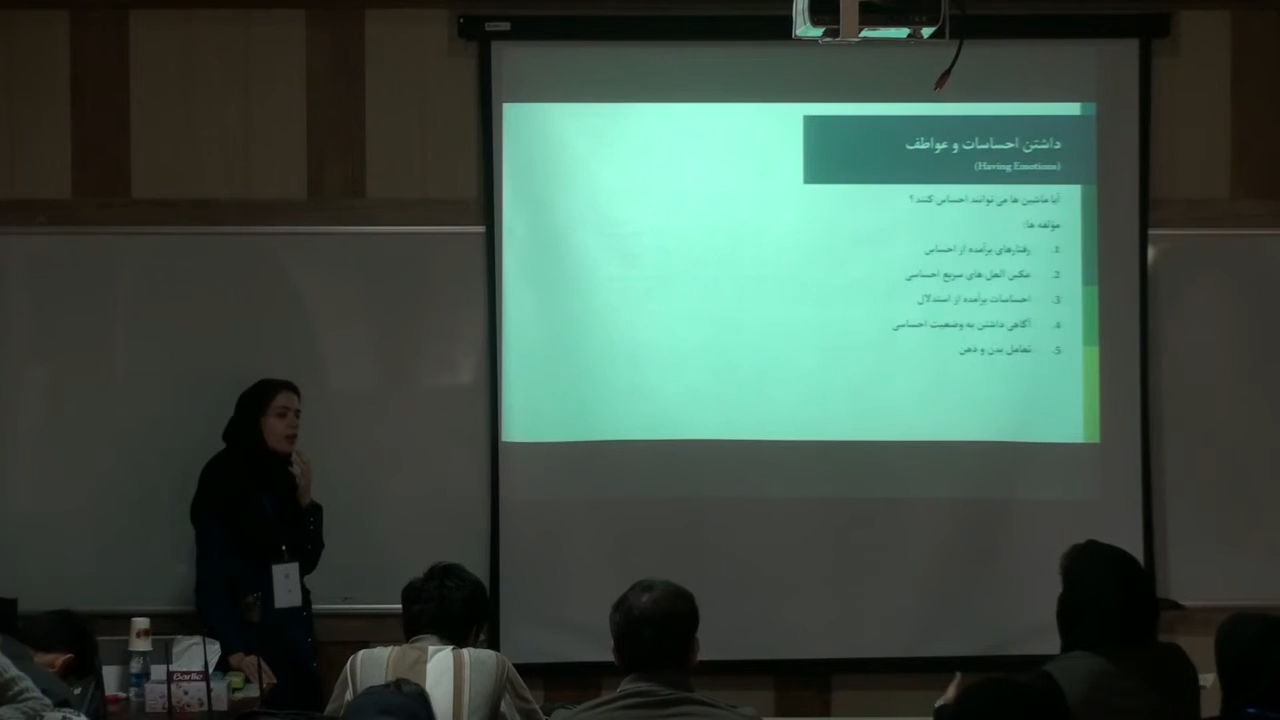 داشتن احساسات و عواطف
(Having Emotions)
آیا ماشین ها می توانند احساس کنند؟
مؤلفه ها:
1. رفتارهای برآمده از احساس
2. عکس العمل های سریع احساسی
3. احساسات برآمده از استدلال
4. آگاهی داشتن به وضعیت احساسی
5. تعامل بدن و ذهن
Barlie